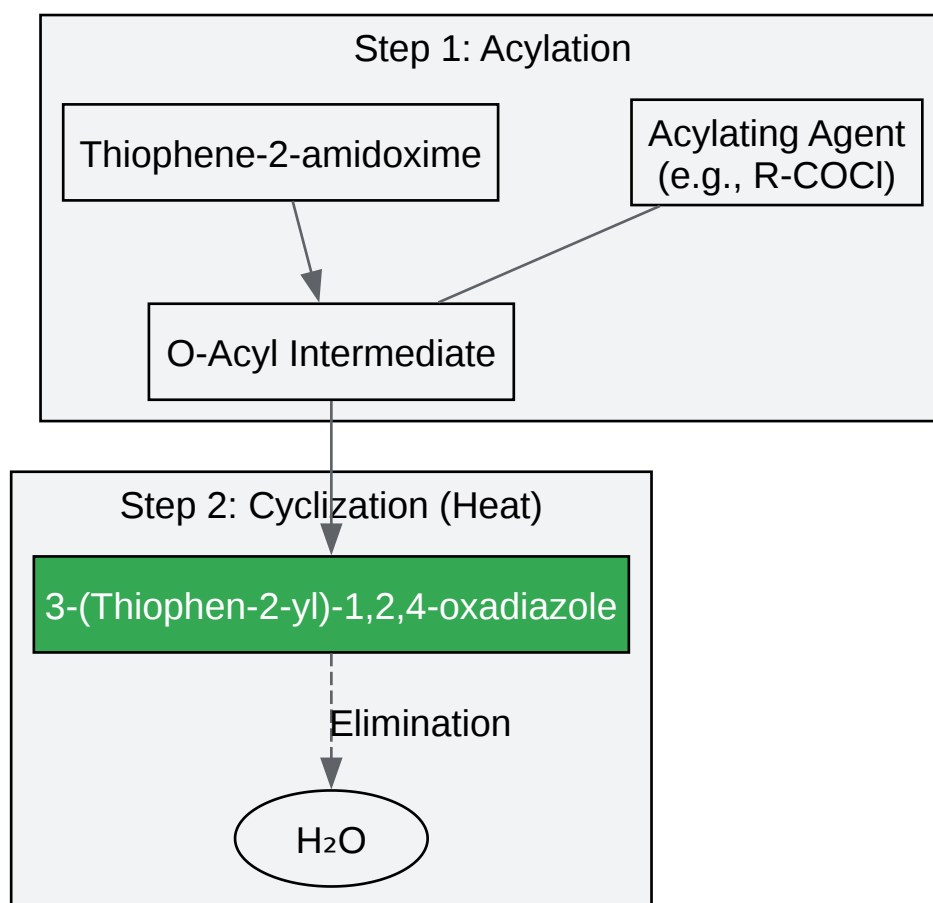 Step 1: Acylation
Thiophene-2-amidoxime
Acylating Agent
(e.g., R-COCl)
O-Acyl Intermediate
Step 2: Cyclization (Heat)
3-(Thiophen-2-yl)-1,2,4-oxadiazole
Elimination
H₂O